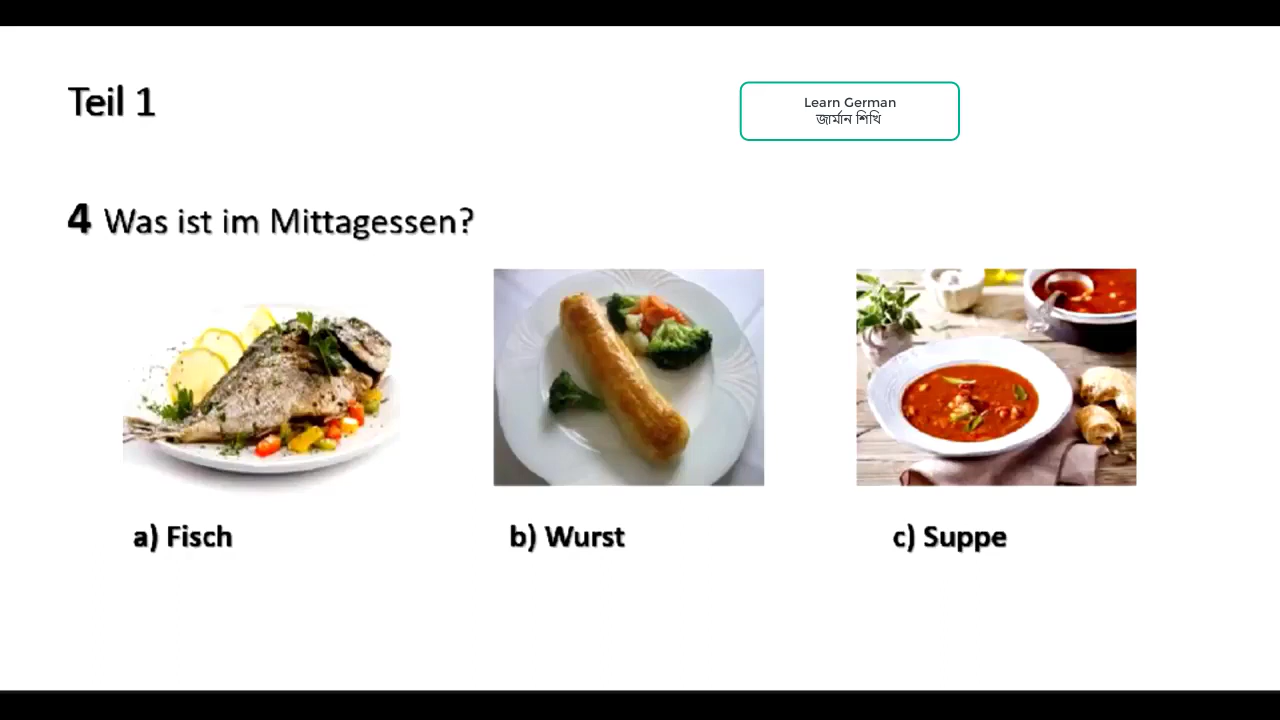 Teil 1
Learn German
জার্মান শিখি
4 Was ist im Mittagessen?
a) Fisch
b) Wurst
c) Suppe